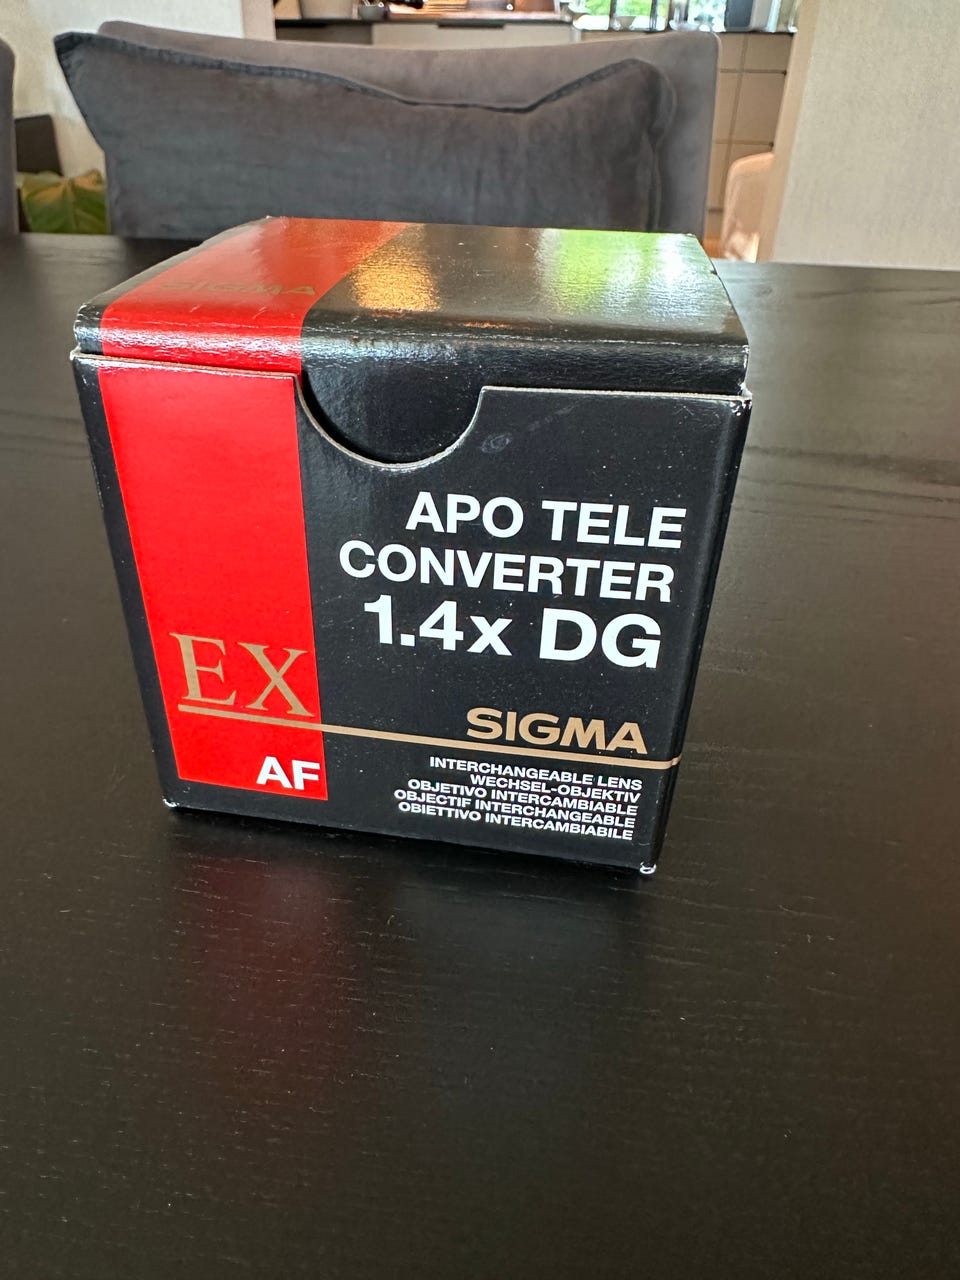 SIGMA
APO TELE
CONVERTER
1.4x DG
EX
SIGMA
AF
INTERCHANGEABLE LENS
WECHSEL-OBJEKTIV
OBJETIVO INTERCAMBIABLE
OBJECTIF INTERCHANGEABLE
OBIETTIVO INTERCAMBIABILE